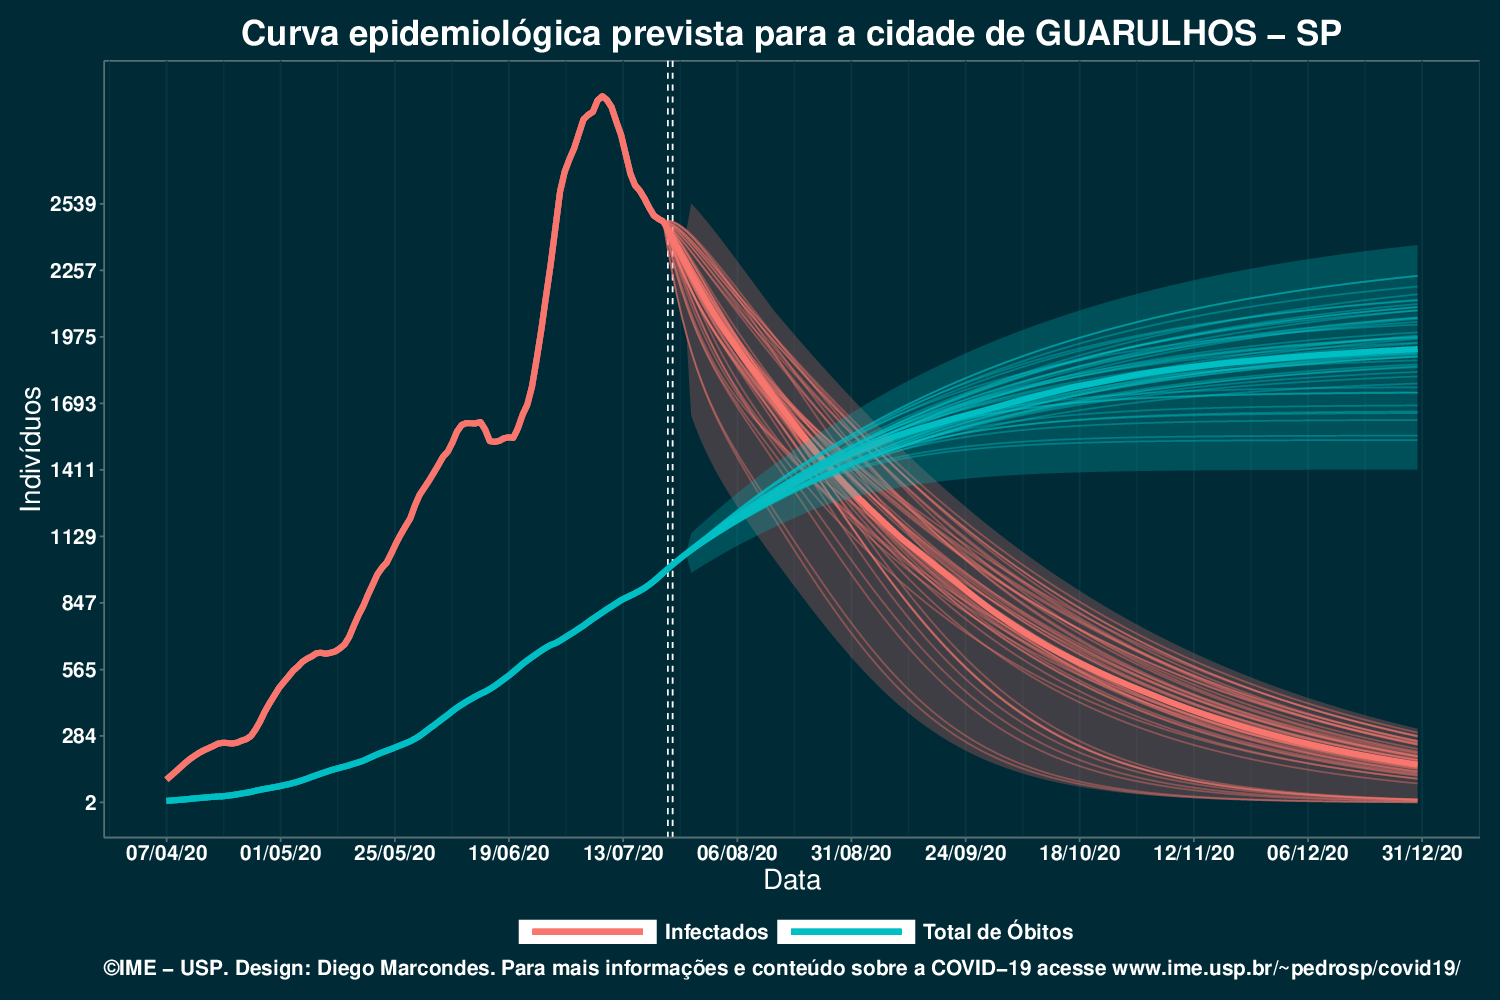 Curva epidemiológica prevista para a cidade de GUARULHOS – SP
Indivíduos
2539
2257
1975
1693
1411
1129
847
565
284
2
07/04/20 01/05/20 25/05/20 19/06/20 13/07/20 06/08/20 31/08/20 24/09/20 18/10/20 12/11/20 06/12/20 31/12/20
Data
Infectados Total de Óbitos
©IME – USP. Design: Diego Marcondes. Para mais informações e conteúdo sobre a COVID–19 acesse www.ime.usp.br/~pedrosp/covid19/